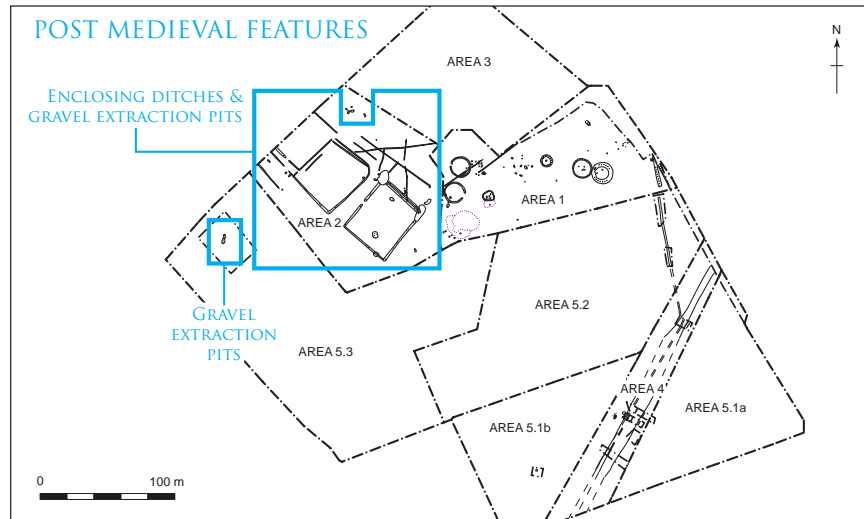 POST MEDIEVAL FEATURES
ENCLOSING DITCHES &
GRAVEL EXTRACTION PITS
AREA 3
N
AREA 1
AREA 2
GRAVEL
EXTRACTION
PITS
AREA 5.2
AREA 5.3
AREA 4
AREA 5.1a
AREA 5.1b
0 100 m